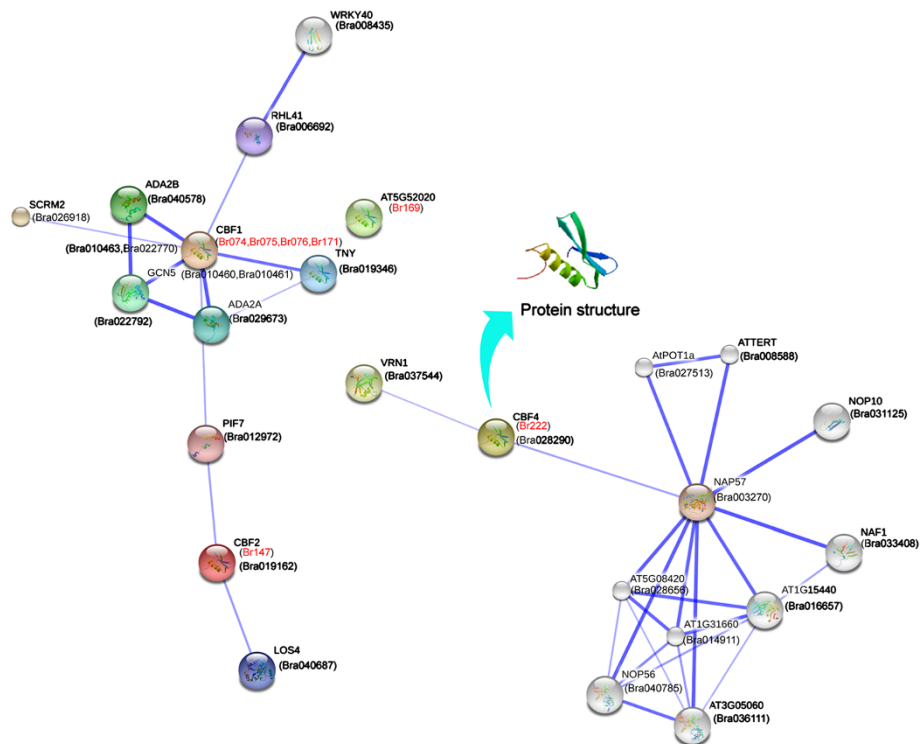 WRKY40
(Bra008435)
RHL41
(Bra006692)
ADA2B
(Bra040578)
SCRM2
(Bra026918)
AT5G52020
(Br169)
CBF1
(Br074,Br075,Br076,Br171)
(Bra010463,Bra022770)
TNY
(Bra019346)
GCN5
(Bra010460,Bra010461)
(Bra022792)
ADA2A
(Bra029673)
Protein structure
VRN1
(Bra037544)
AtPOT1a
(Bra027513)
ATTERT
(Bra008588)
NOP10
(Bra031125)
CBF4
(Br222)
(Bra028290)
PIF7
(Bra012972)
NAP57
(Bra003270)
NAF1
(Bra033408)
CBF2
(Br147)
(Bra019162)
AT5G08420
(Bra028656)
AT1G15440
(Bra016657)
AT1G31660
(Bra014911)
LOS4
(Bra040687)
NOP56
(Bra040785)
AT3G05060
(Bra036111)